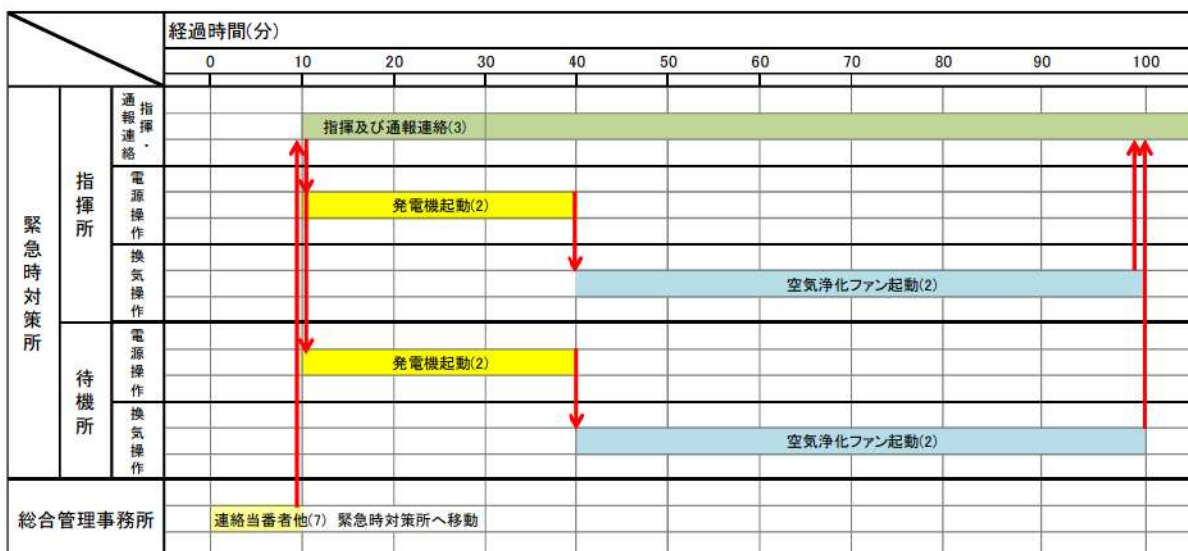 経過時間(分)
0 10 20 30 40 50 60 70 80 90 100
緊急時対策所
指揮所
指揮・
通報連絡
指揮及び通報連絡(3)
電源操作
発電機起動(2)
換気操作
空気浄化ファン起動(2)
待機所
電源操作
発電機起動(2)
換気操作
空気浄化ファン起動(2)
総合管理事務所
連絡当番者他(7) 緊急時対策所へ移動